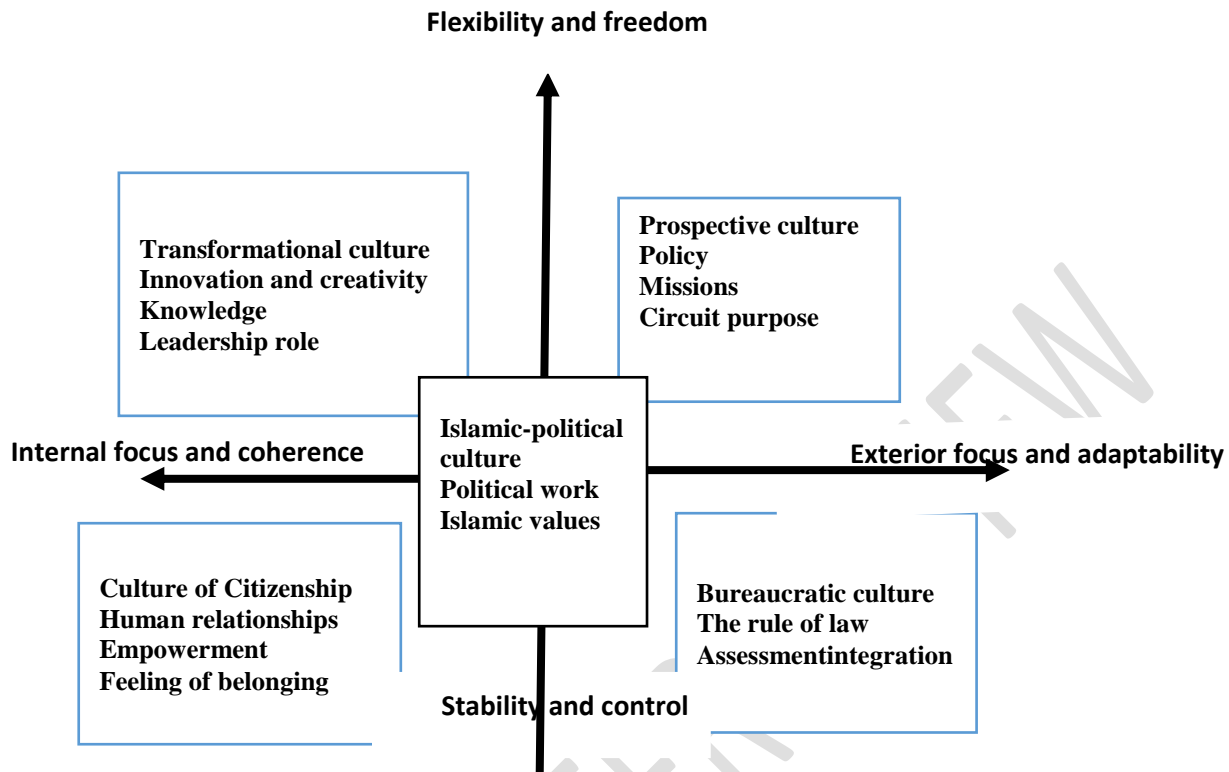 Flexibility and freedom
Transformational culture
Innovation and creativity
Knowledge
Leadership role
Prospective culture
Policy
Missions
Circuit purpose
Internal focus and coherence
Islamic-political
culture
Political work
Islamic values
Exterior focus and adaptability
Culture of Citizenship
Human relationships
Empowerment
Feeling of belonging
Bureaucratic culture
The rule of law
Assessmentintegration
Stability and control